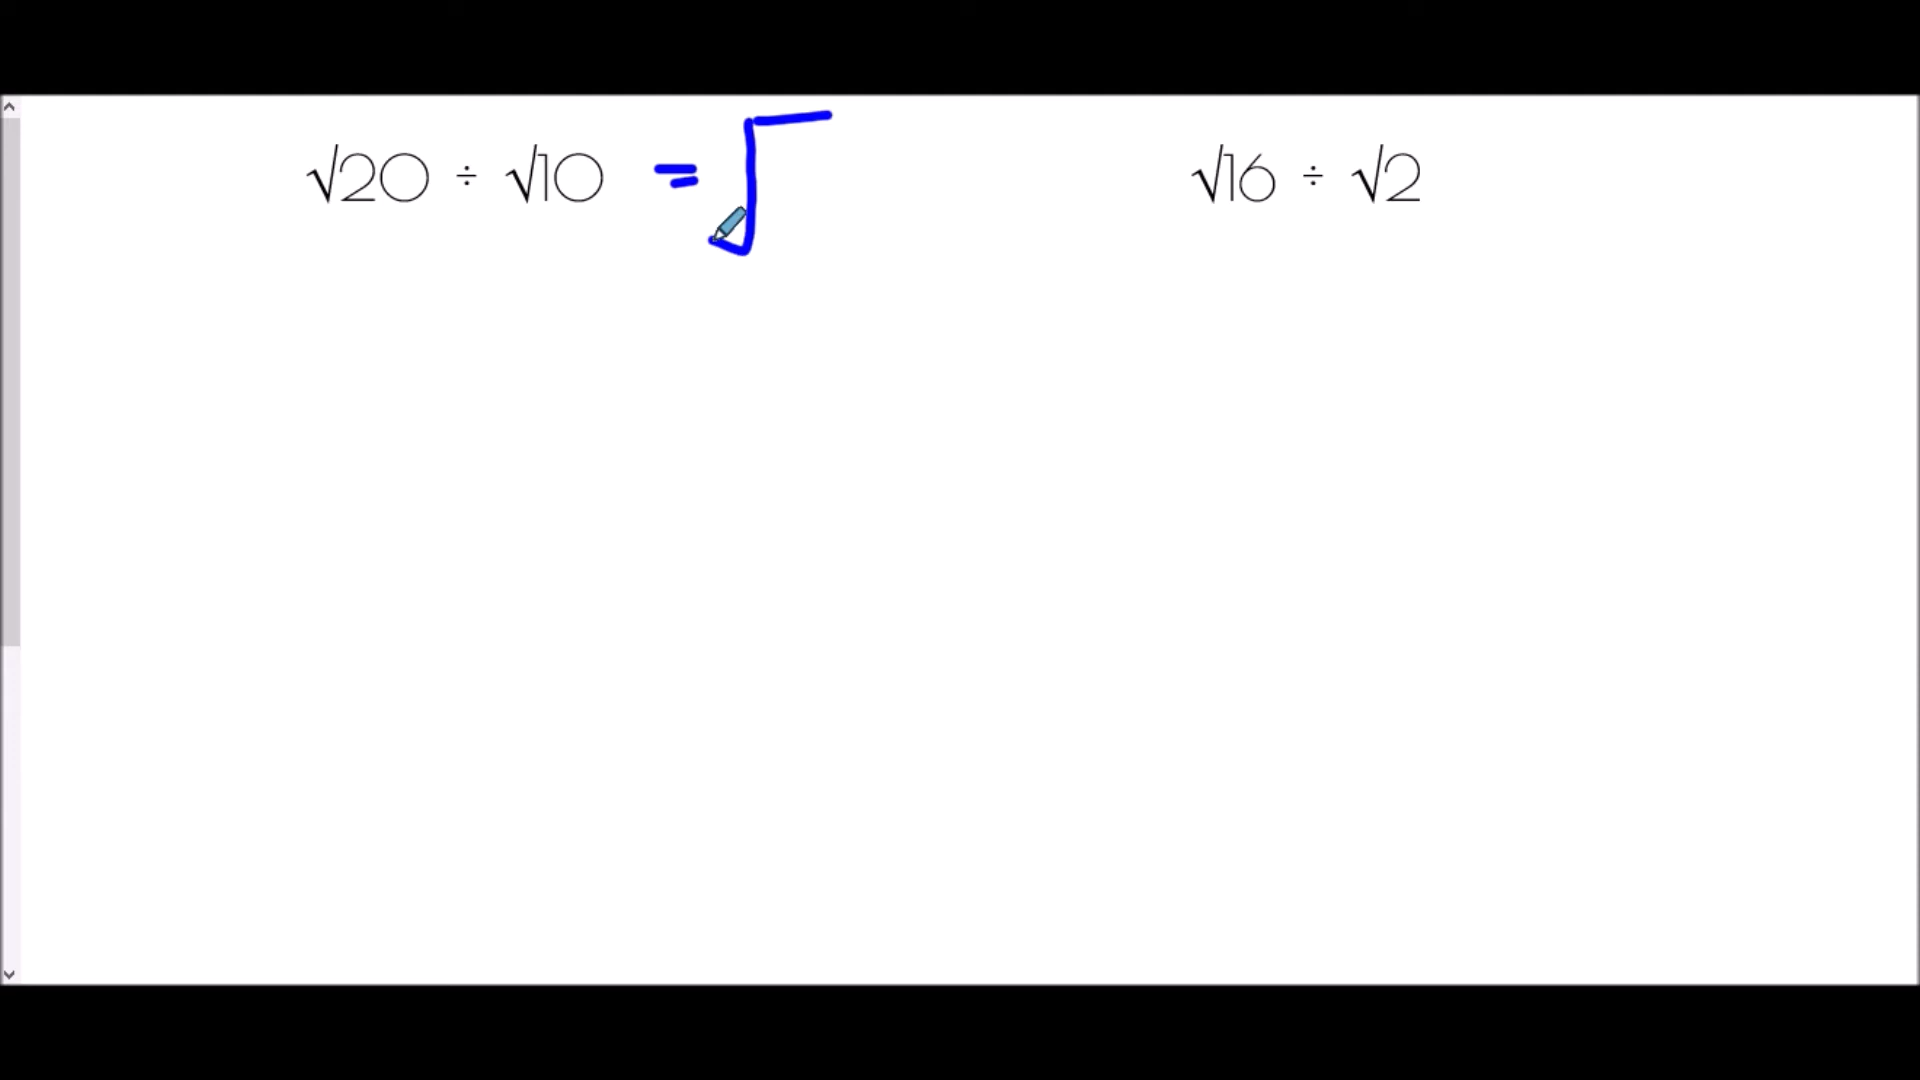 √20 ÷ √10 = √
√16 ÷ √2